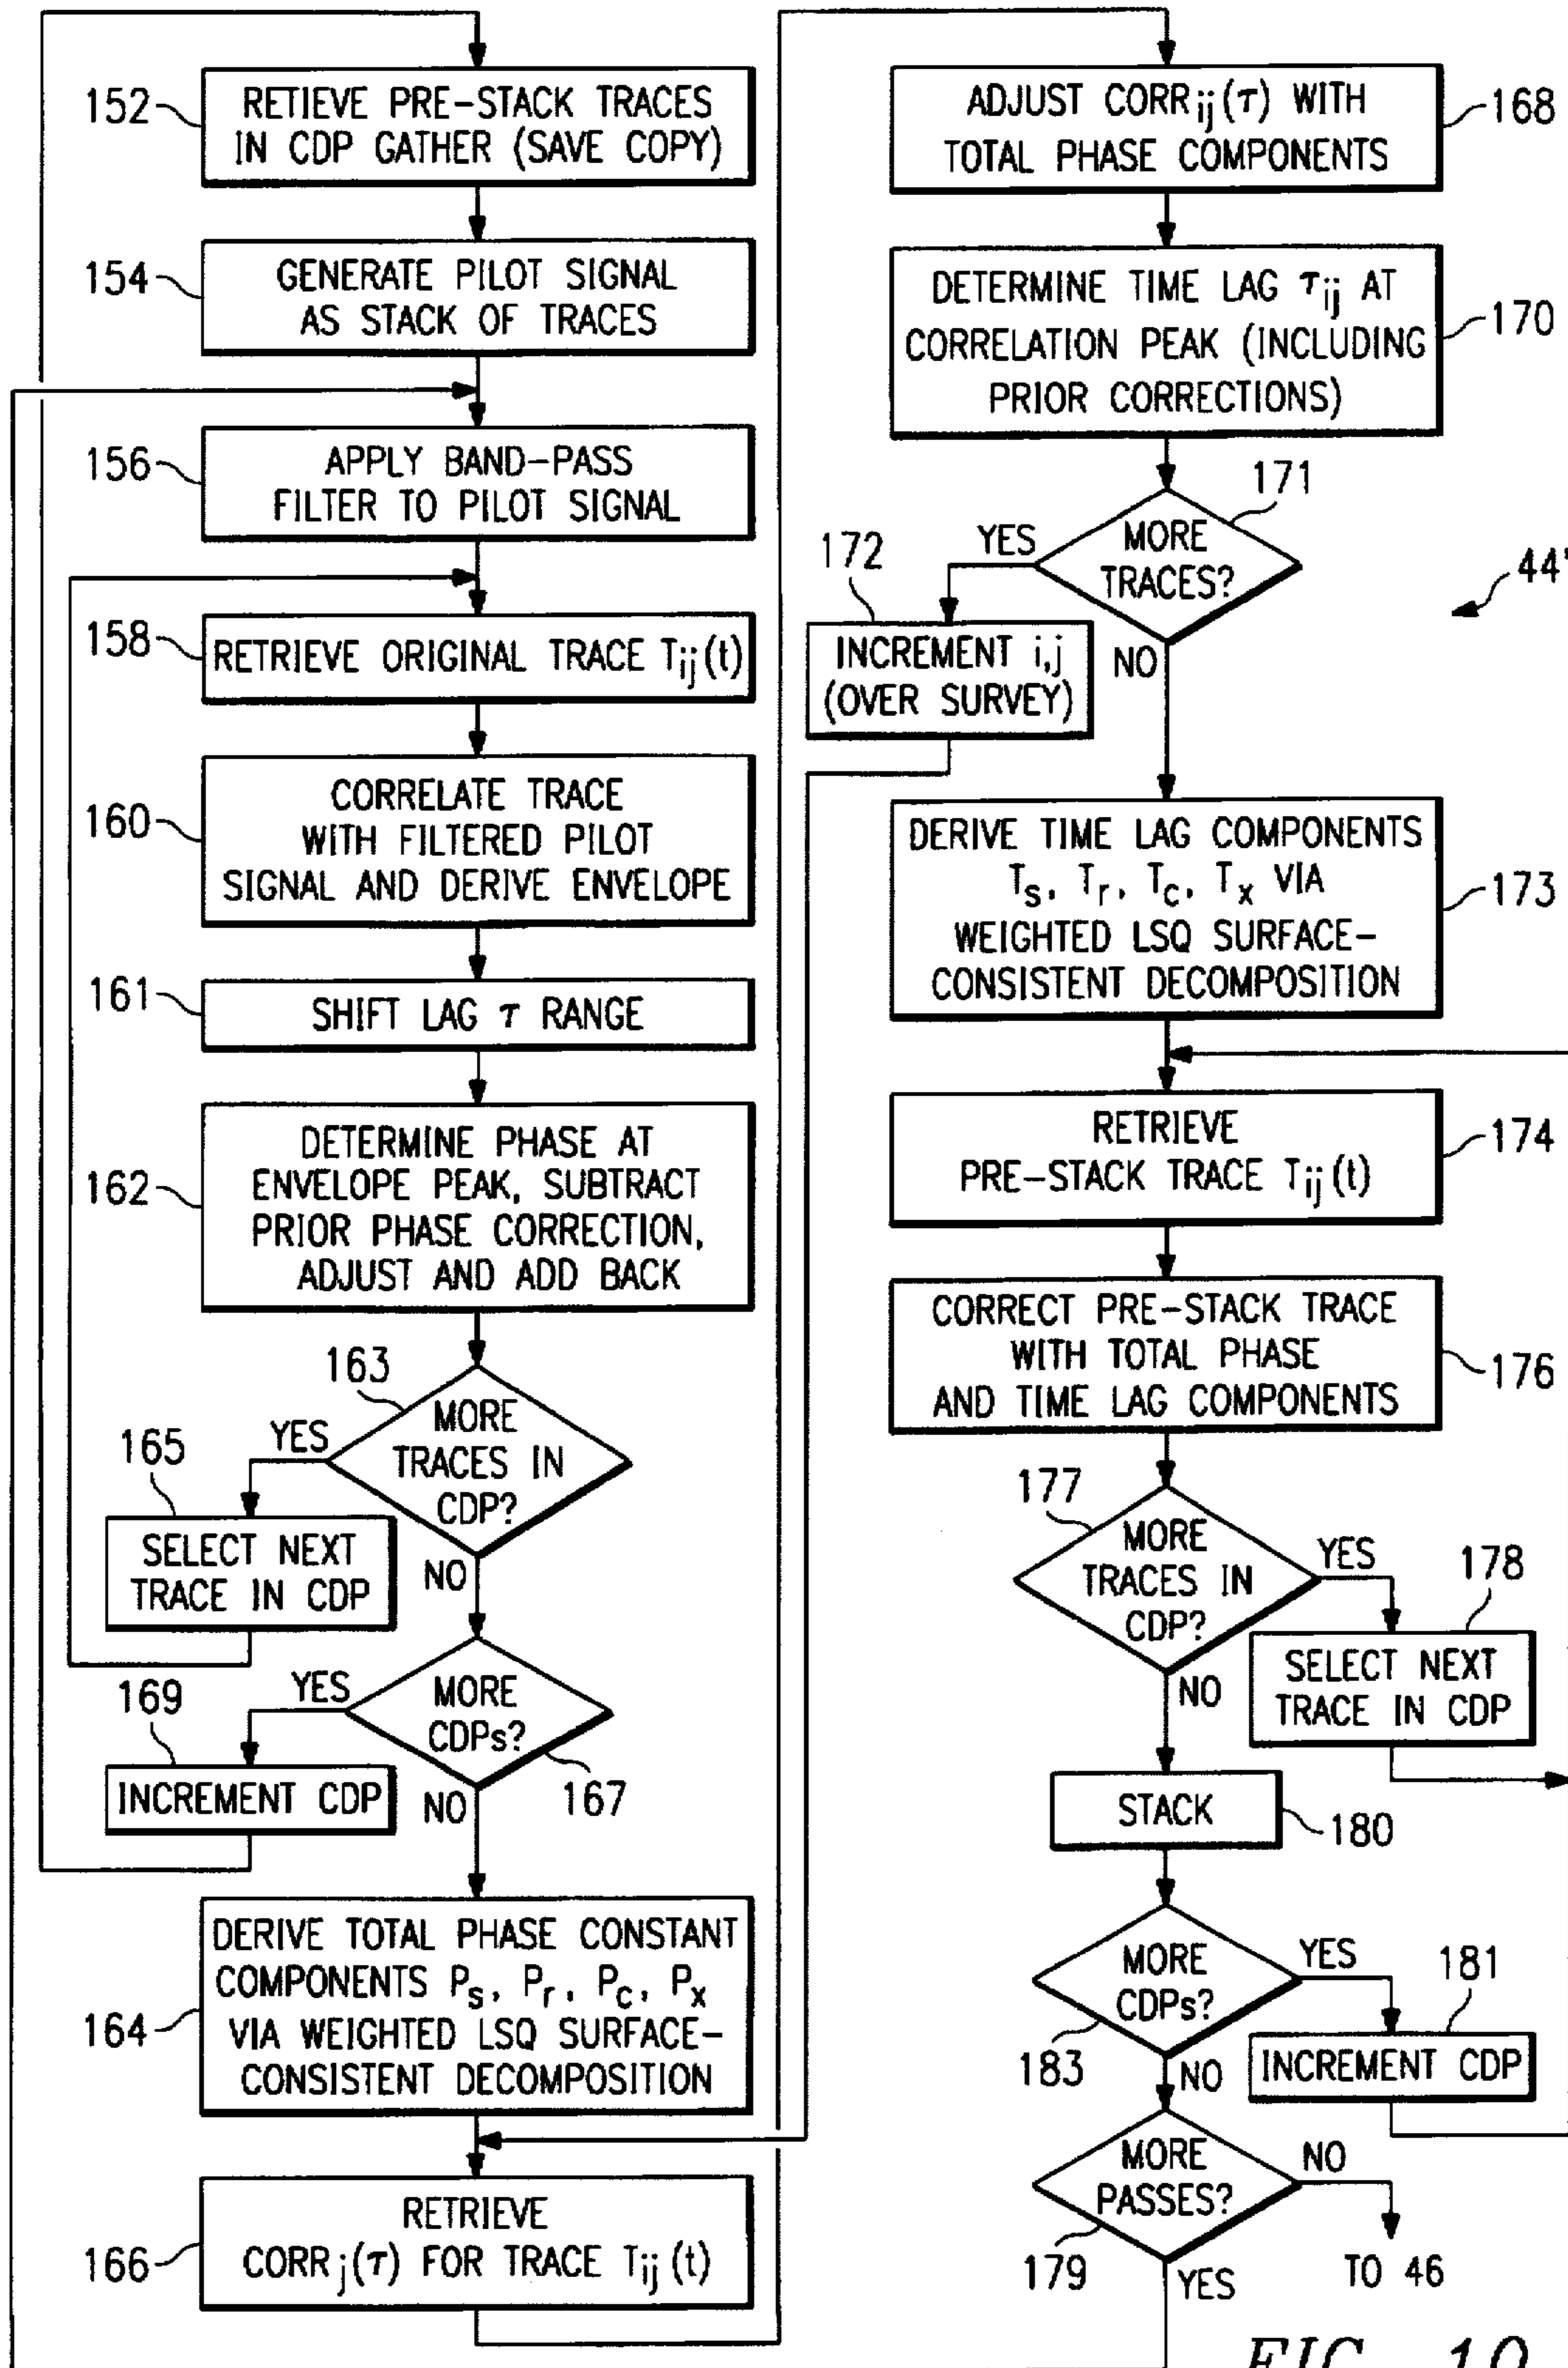 152
RETIEVE PRE-STACK TRACES
IN CDP GATHER (SAVE COPY)
154
GENERATE PILOT SIGNAL
AS STACK OF TRACES
156
APPLY BAND-PASS
FILTER TO PILOT SIGNAL
158
RETRIEVE ORIGINAL TRACE Tij(t)
160
CORRELATE TRACE
WITH FILTERED PILOT
SIGNAL AND DERIVE ENVELOPE
161
SHIFT LAG τ RANGE
162
DETERMINE PHASE AT
ENVELOPE PEAK, SUBTRACT
PRIOR PHASE CORRECTION,
ADJUST AND ADD BACK
163
MORE
TRACES IN
CDP?
YES
NO
165
SELECT NEXT
TRACE IN CDP
MORE
CDPs?
167
YES
NO
169
INCREMENT CDP
164
DERIVE TOTAL PHASE CONSTANT
COMPONENTS Ps, Pr, Pc, Px
VIA WEIGHTED LSQ SURFACE-
CONSISTENT DECOMPOSITION
166
RETRIEVE
CORRj(τ) FOR TRACE Tij(t)
168
ADJUST CORRij(τ) WITH
TOTAL PHASE COMPONENTS
170
DETERMINE TIME LAG τij AT
CORRELATION PEAK (INCLUDING
PRIOR CORRECTIONS)
171
MORE
TRACES?
YES
NO
172
INCREMENT i,j
(OVER SURVEY)
44'
173
DERIVE TIME LAG COMPONENTS
Ts, Tr, Tc, Tx VIA
WEIGHTED LSQ SURFACE-
CONSISTENT DECOMPOSITION
174
RETRIEVE
PRE-STACK TRACE Tij(t)
176
CORRECT PRE-STACK TRACE
WITH TOTAL PHASE
AND TIME LAG COMPONENTS
177
MORE
TRACES IN
CDP?
YES
NO
178
SELECT NEXT
TRACE IN CDP
STACK
180
MORE
CDPs?
183
YES
NO
181
INCREMENT CDP
MORE
PASSES?
179
NO
YES
TO 46
FIG. 10